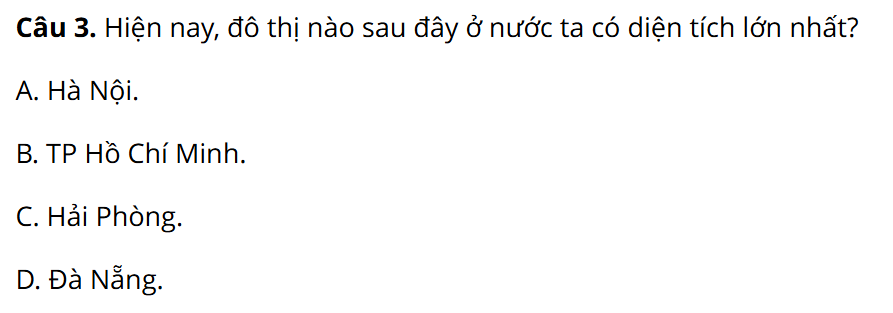 Câu 3. Hiện nay, đô thị nào sau đây ở nước ta có diện tích lớn nhất?
A. Hà Nội.
B. TP Hồ Chí Minh.
C. Hải Phòng.
D. Đà Nẵng.